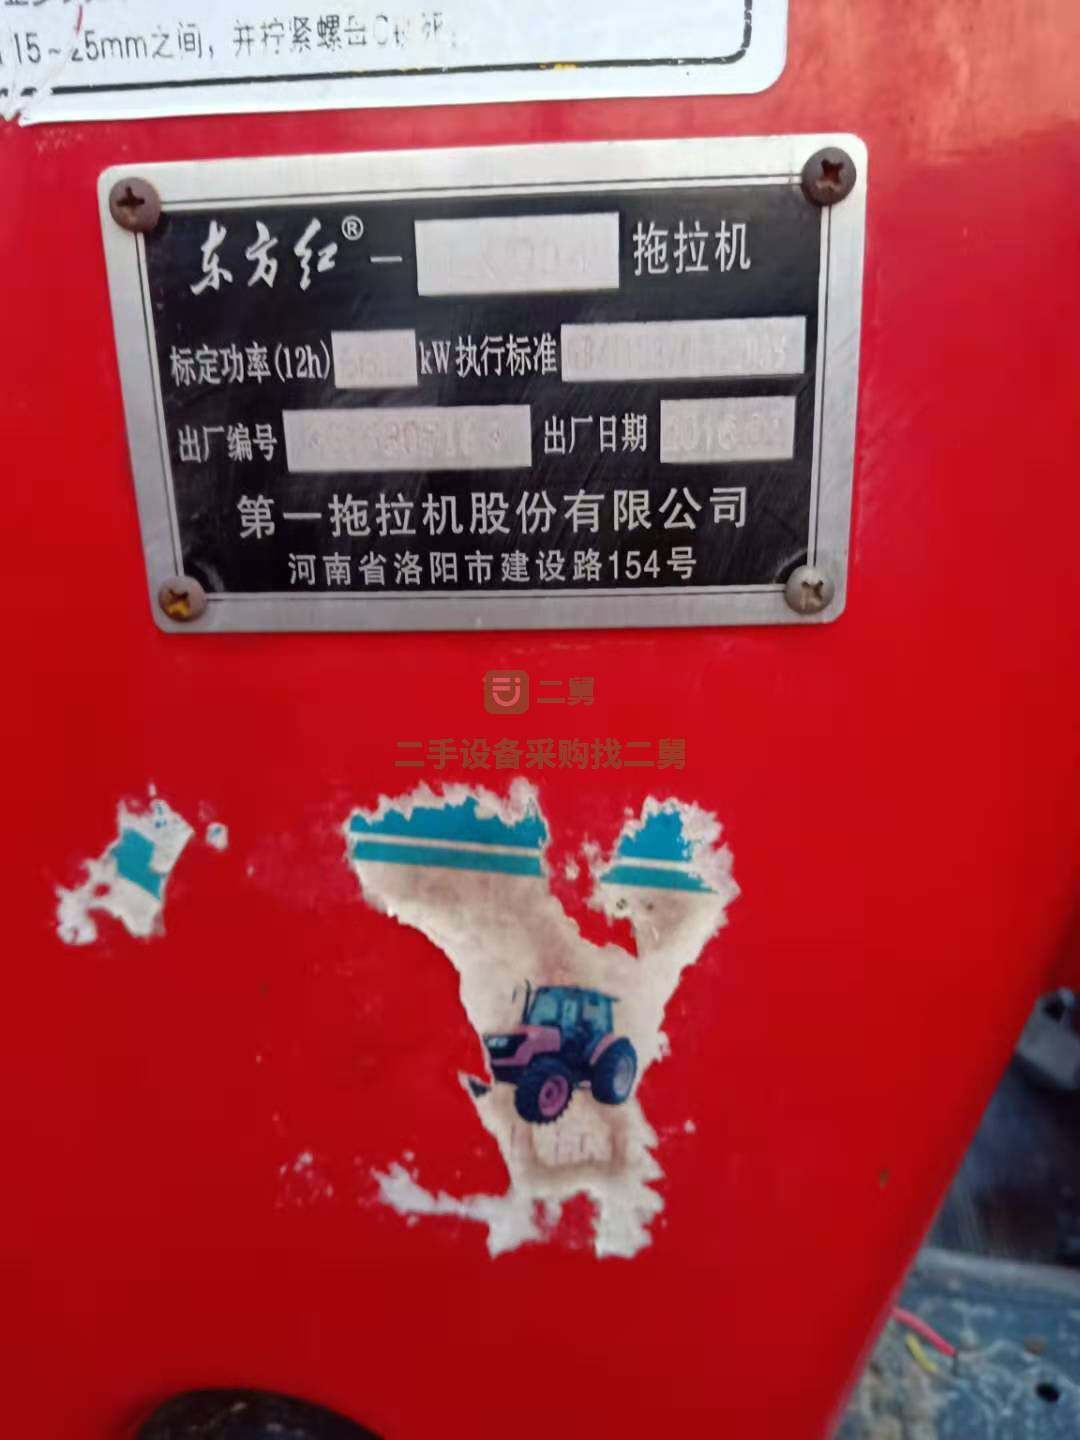 15~25mm之间，并拧紧螺母
东方红®— 拖拉机
标定功率(12h) kW执行标准
出厂编号 出厂日期 2016.02
第一拖拉机股份有限公司
河南省洛阳市建设路154号
二舅
二手设备采购找二舅